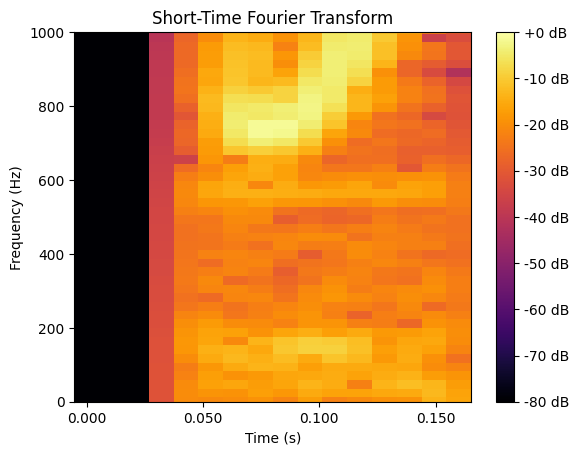 Short-Time Fourier Transform
1000
800
600
400
200
0
Frequency (Hz)
0.000
0.050
0.100
0.150
Time (s)
+0 dB
-10 dB
-20 dB
-30 dB
-40 dB
-50 dB
-60 dB
-70 dB
-80 dB